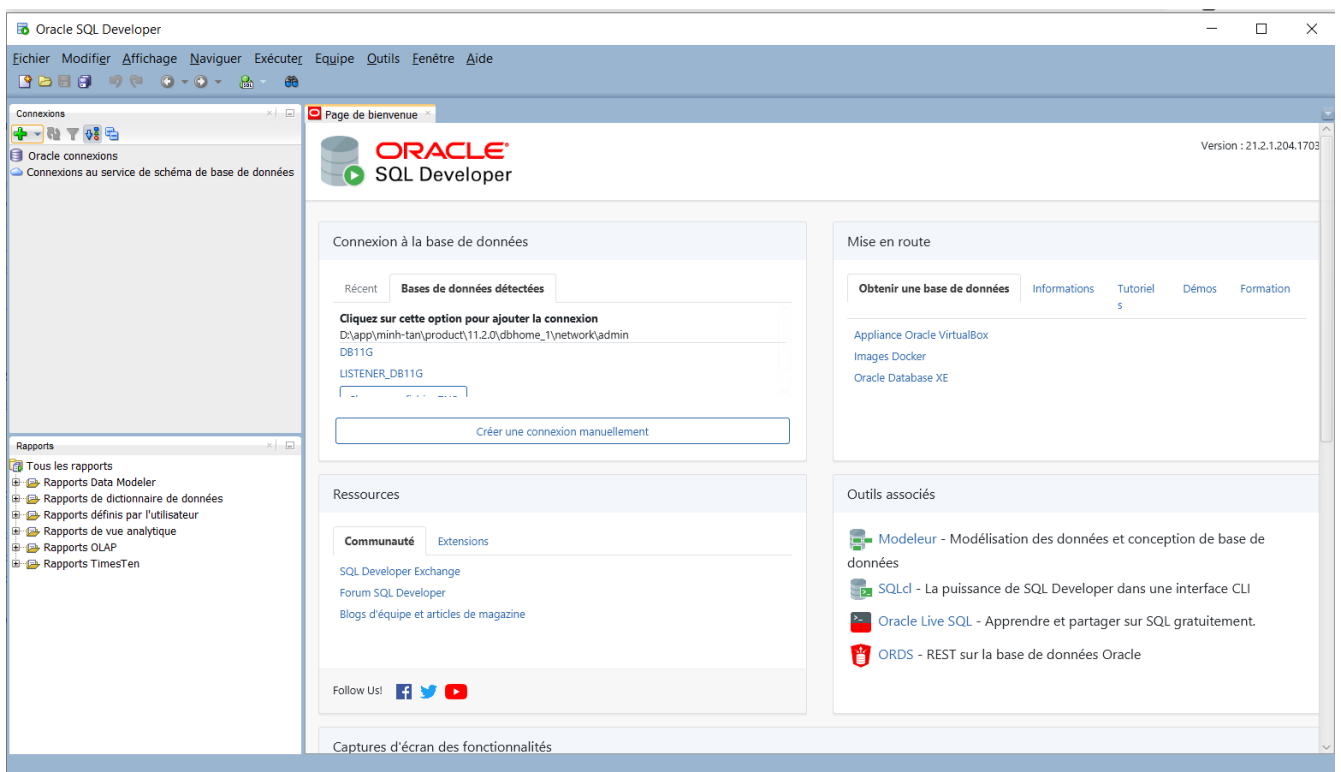 Oracle SQL Developer
Fichier Modifier Affichage Naviguer Exécuter Equipe Outils Fenêtre Aide
Connexions
Oracle connexions
Connexions au service de schéma de base de données
Page de bienvenue
ORACLE
SQL Developer
Version : 21.2.1.204.1703
Connexion à la base de données
Récent Bases de données détectées
Cliquez sur cette option pour ajouter la connexion
D:\app\minh-tan\product\11.2.0\dbhome_1\network\admin
DB11G
LISTENER_DB11G
Créer une connexion manuellement
Mise en route
Obtenir une base de données Informations Tutoriel Démos Formation
s
Appliance Oracle VirtualBox
Images Docker
Oracle Database XE
Rapports
Tous les rapports
Rapports Data Modeler
Rapports de dictionnaire de données
Rapports définis par l'utilisateur
Rapports de vue analytique
Rapports OLAP
Rapports TimesTen
Ressources
Communauté Extensions
SQL Developer Exchange
Forum SQL Developer
Blogs d'équipe et articles de magazine
Follow Us!
Outils associés
Modeleur - Modélisation des données et conception de base de
données
SQLcl - La puissance de SQL Developer dans une interface CLI
Oracle Live SQL - Apprendre et partager sur SQL gratuitement.
ORDS - REST sur la base de données Oracle
Captures d'écran des fonctionnalités